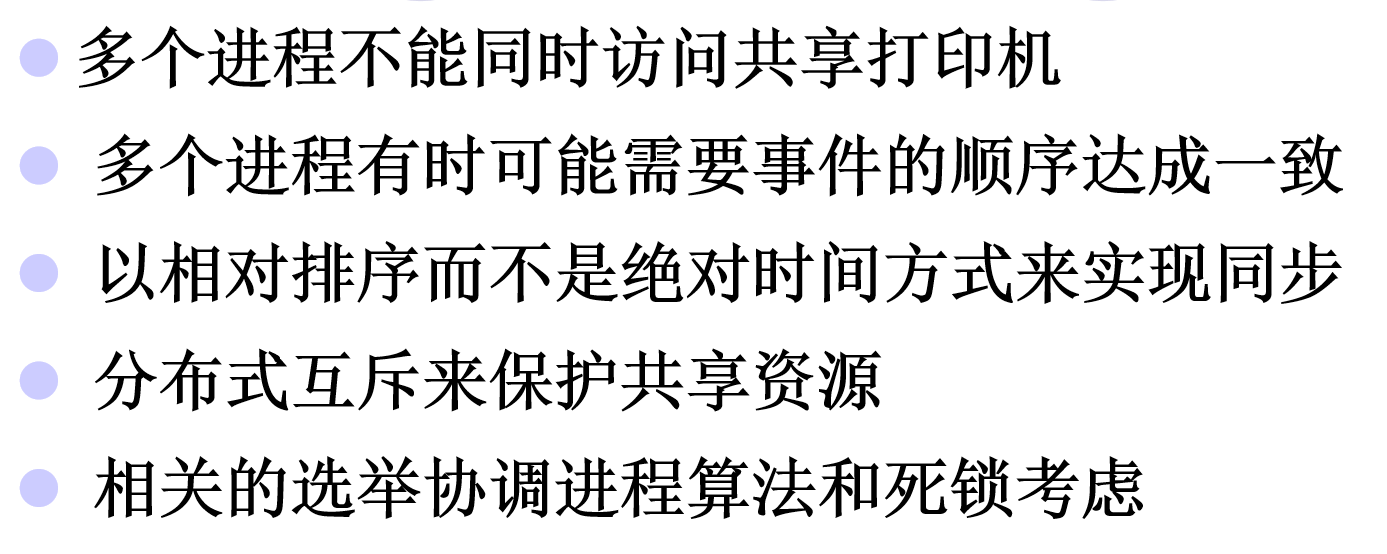 多个进程不能同时访问共享打印机
多个进程有时可能需要事件的顺序达成一致
以相对排序而不是绝对时间方式来实现同步
分布式互斥来保护共享资源
相关的选举协调进程算法和死锁考虑